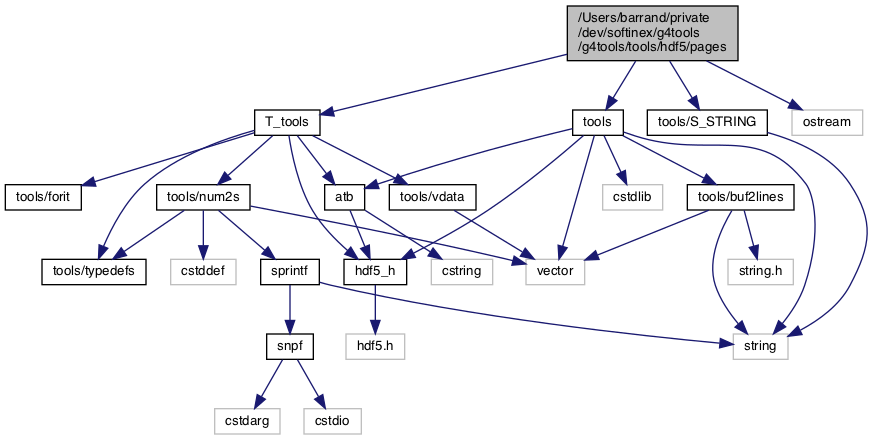 /Users/barrand/private
/dev/softinex/g4tools
/g4tools/tools/hdf5/pages
T_tools
tools
tools/S_STRING
ostream
tools/forit
tools/num2s
atb
tools/vdata
cstdlib
tools/buf2lines
tools/typedefs
cstddef
sprintf
hdf5_h
cstring
vector
string.h
snpf
hdf5.h
string
cstdarg
cstdio